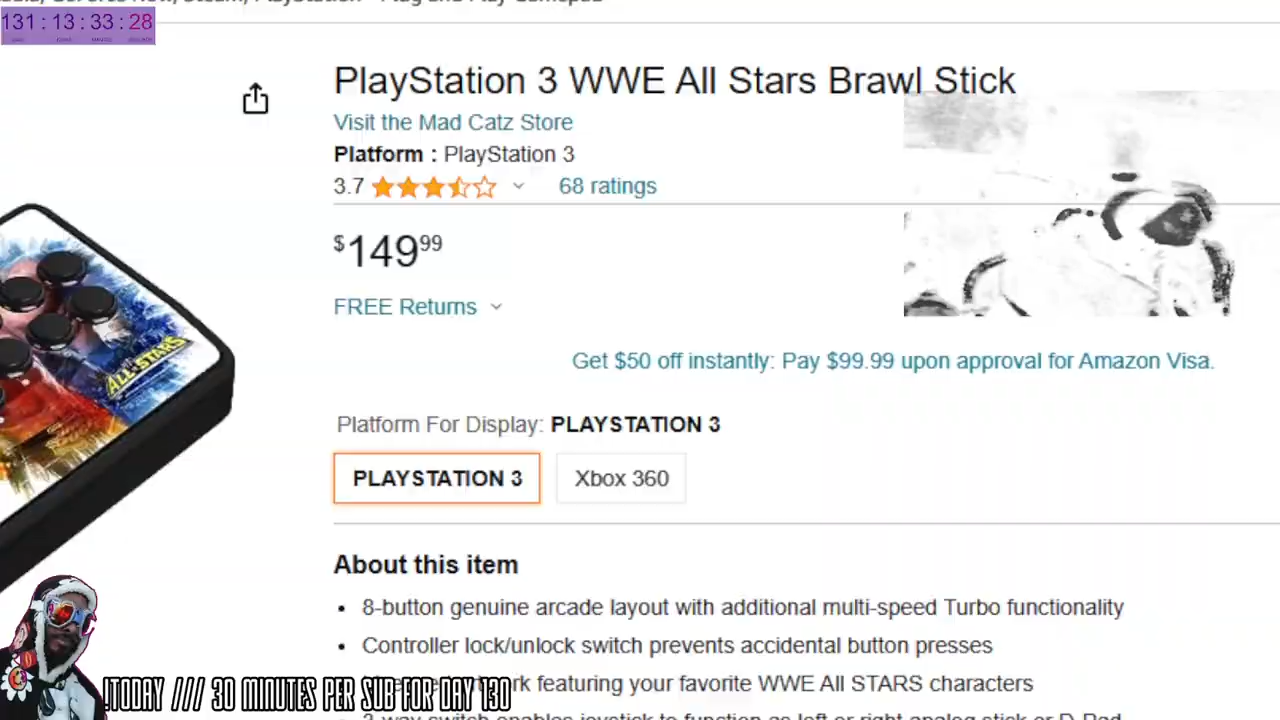 131:13:33:28
PlayStation 3 WWE All Stars Brawl Stick
Visit the Mad Catz Store
Platform : PlayStation 3
3.7 68 ratings
$149.99
FREE Returns
Get $50 off instantly: Pay $99.99 upon approval for Amazon Visa.
Platform For Display: PLAYSTATION 3
PLAYSTATION 3 Xbox 360
About this item
ALL-STARS
• 8-button genuine arcade layout with additional multi-speed Turbo functionality
• Controller lock/unlock switch prevents accidental button presses
featuring your favorite WWE All STARS characters
!TODAY /// 30 MINUTES PER SUB FOR DAY 130